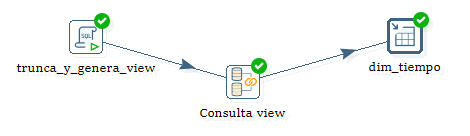 SQL
trunca_y_genera_view
dim_tiempo
Consulta view